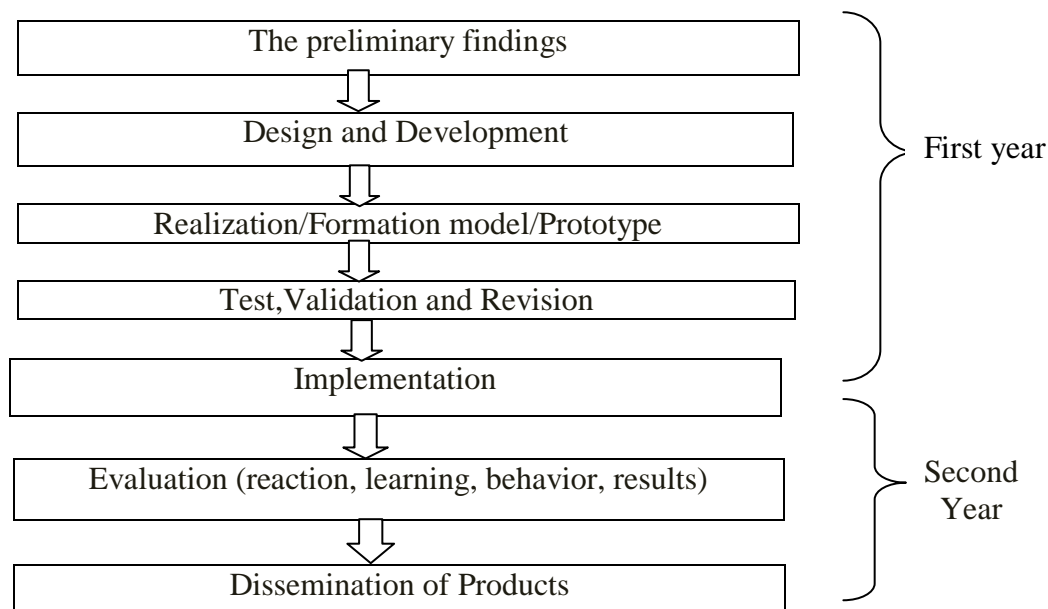 The preliminary findings
Design and Development
First year
Realization/Formation model/Prototype
Test,Validation and Revision
Implementation
Evaluation (reaction, learning, behavior, results)
Second
Year
Dissemination of Products